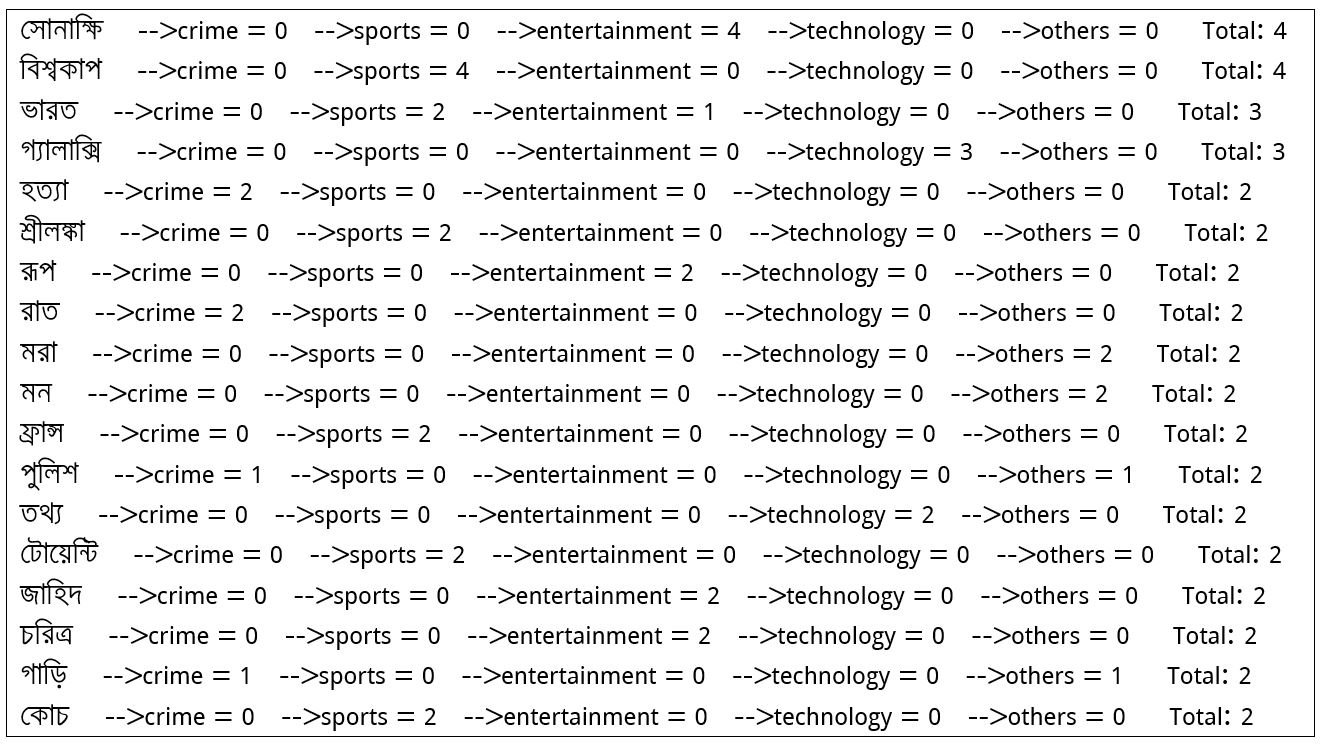 সোনাক্ষি -->crime = 0 -->sports = 0 -->entertainment = 4 -->technology = 0 -->others = 0 Total: 4
বিশ্বকাপ -->crime = 0 -->sports = 4 -->entertainment = 0 -->technology = 0 -->others = 0 Total: 4
ভারত -->crime = 0 -->sports = 2 -->entertainment = 1 -->technology = 0 -->others = 0 Total: 3
গ্যালাক্সি -->crime = 0 -->sports = 0 -->entertainment = 0 -->technology = 3 -->others = 0 Total: 3
হত্যা -->crime = 2 -->sports = 0 -->entertainment = 0 -->technology = 0 -->others = 0 Total: 2
শ্রীলঙ্কা -->crime = 0 -->sports = 2 -->entertainment = 0 -->technology = 0 -->others = 0 Total: 2
রূপ -->crime = 0 -->sports = 0 -->entertainment = 2 -->technology = 0 -->others = 0 Total: 2
রাত -->crime = 2 -->sports = 0 -->entertainment = 0 -->technology = 0 -->others = 0 Total: 2
মরা -->crime = 0 -->sports = 0 -->entertainment = 0 -->technology = 0 -->others = 2 Total: 2
মন -->crime = 0 -->sports = 0 -->entertainment = 0 -->technology = 0 -->others = 2 Total: 2
ফ্রান্স -->crime = 0 -->sports = 2 -->entertainment = 0 -->technology = 0 -->others = 0 Total: 2
পুলিশ -->crime = 1 -->sports = 0 -->entertainment = 0 -->technology = 0 -->others = 1 Total: 2
তথ্য -->crime = 0 -->sports = 0 -->entertainment = 0 -->technology = 2 -->others = 0 Total: 2
টোয়েন্টি -->crime = 0 -->sports = 2 -->entertainment = 0 -->technology = 0 -->others = 0 Total: 2
জাহিদ -->crime = 0 -->sports = 0 -->entertainment = 2 -->technology = 0 -->others = 0 Total: 2
চরিত্র -->crime = 0 -->sports = 0 -->entertainment = 2 -->technology = 0 -->others = 0 Total: 2
গাড়ি -->crime = 1 -->sports = 0 -->entertainment = 0 -->technology = 0 -->others = 1 Total: 2
কোচ -->crime = 0 -->sports = 2 -->entertainment = 0 -->technology = 0 -->others = 0 Total: 2